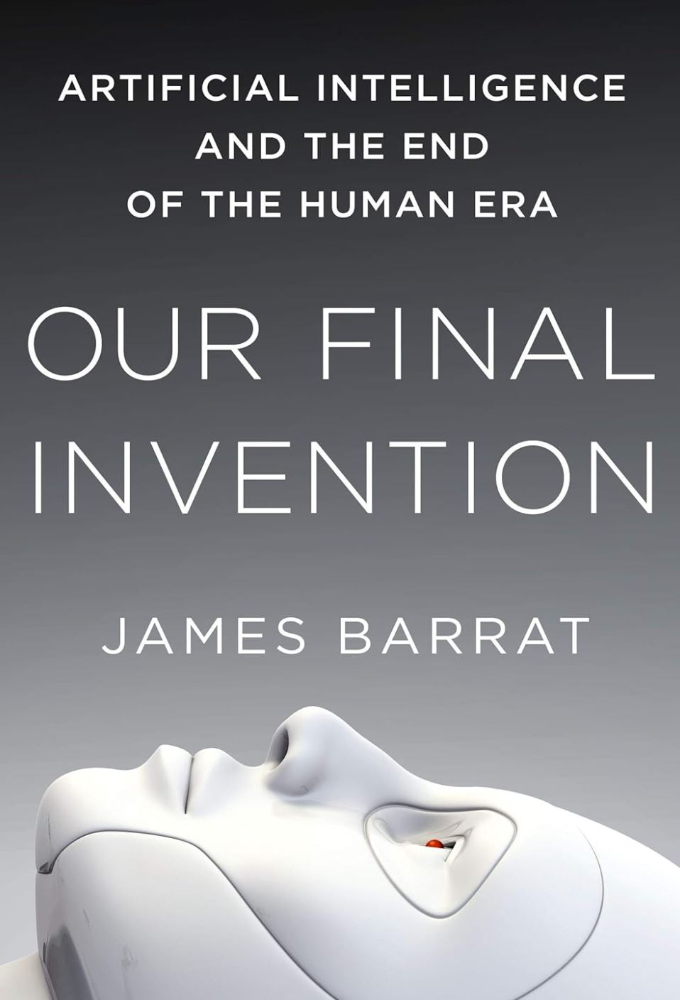 ARTIFICIAL INTELLIGENCE
AND THE END
OF THE HUMAN ERA
OUR FINAL
INVENTION
JAMES BARRAT